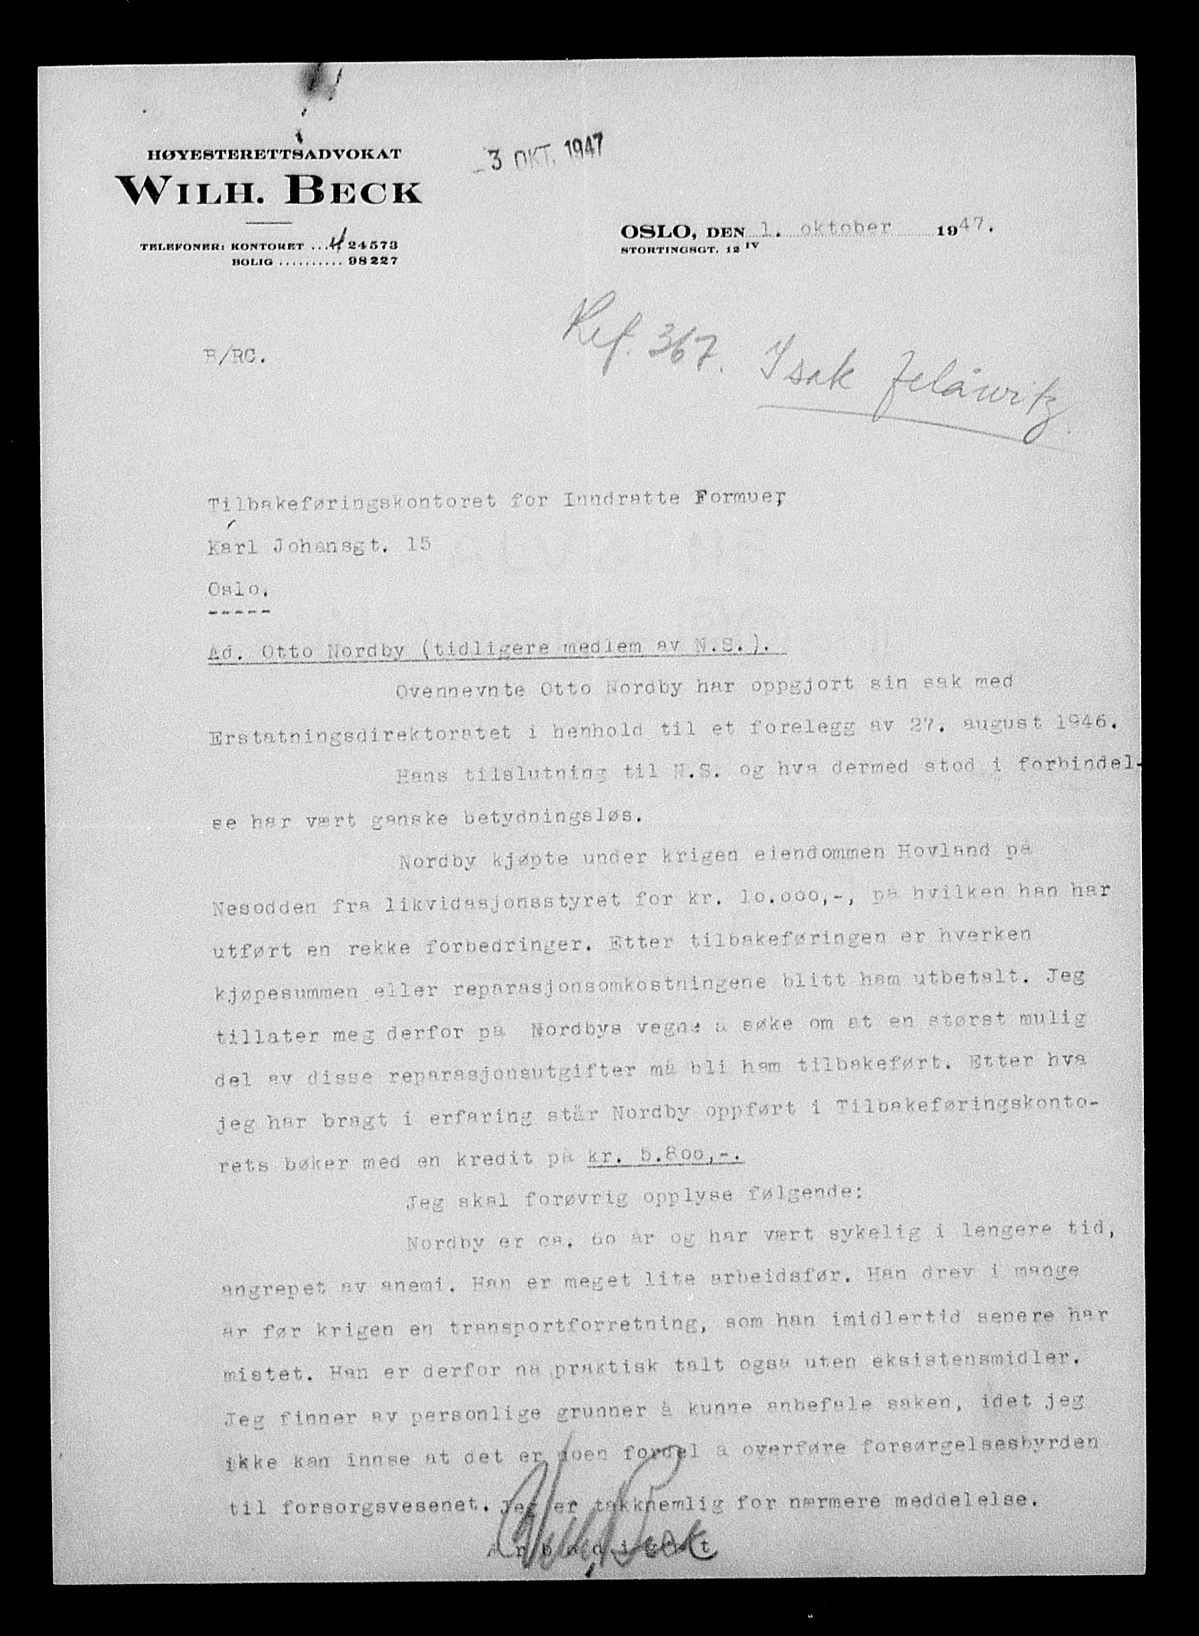 HØYESTERETTSADVOKAT
WILH. BECK
TELEFONER: KONTORET ... 424573
BOLIG .......... 98227
3 OKT. 1947
OSLO, DEN 1. oktober 1947.
STORTINGSGT. 12 IV
Ref. 367. Isak Jelåwitz
B/RC.
Tilbakeføringskontoret for Inndratte Formuer,
Karl Johansgt. 15
Oslo.
-----
Ad. Otto Nordby (tidligere medlem av N.S.).
Ovennevnte Otto Nordby har oppgjort sin sak med
Erstatningsdirektoratet i henhold til et forelegg av 27. august 1946.
Hans tilslutning til N.S. og hva dermed stod i forbindel-
se har vært ganske betydningsløs.
Nordby kjøpte under krigen eiendommen Hovland på
Nesodden fra likvidasjonsstyret for kr. 10.000,-, på hvilken han har
utført en rekke forbedringer. Etter tilbakeføringen er hverken
kjøpesummen eller reparasjonsomkostningene blitt ham utbetalt. Jeg
tillater meg derfor på Nordbys vegne å søke om at en størst mulig
del av disse reparasjonsutgifter må bli ham tilbakeført. Etter hva
jeg har bragt i erfaring står Nordby oppført i Tilbakeføringskonto-
rets bøker med en kredit på kr. 5.800,-.
Jeg skal forøvrig opplyse følgende:
Nordby er ca. 60 år og har vært sykelig i lengere tid,
angrepet av anemi. Han er meget lite arbeidsfør. Han drev i mange
år før krigen en transportforretning, som han imidlertid senere har
mistet. Han er derfor nå praktisk talt også uten eksistensmidler.
Jeg finner av personlige grunner å kunne anbefale saken, idet jeg
ikke kan innse at det er noen fordel å overføre forsørgelsesbyrden
til forsorgsvesenet. Jeg er takknemlig for nærmere meddelelse.
Ærbødigst
Wilh. Beck